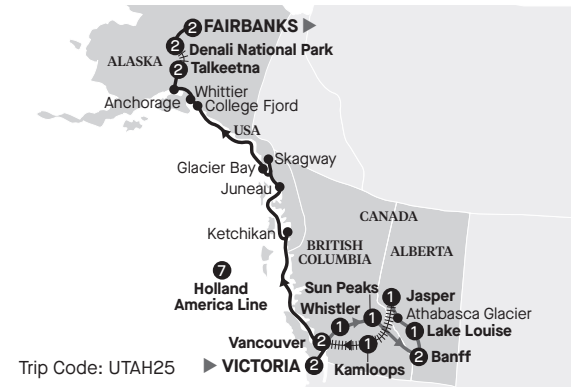 2 FAIRBANKS
2 Denali National Park
ALASKA
2 Talkeetna
Whittier
Anchorage
College Fjord
USA
Skagway
Glacier Bay
Juneau
CANADA
Ketchikan
BRITISH
COLUMBIA
ALBERTA
7
Holland
America Line
Sun Peaks
1 Jasper
Whistler
1
1
Athabasca Glacier
1 Lake Louise
Vancouver 2
1
2 Banff
Trip Code: UTAH25
VICTORIA 2
Kamloops